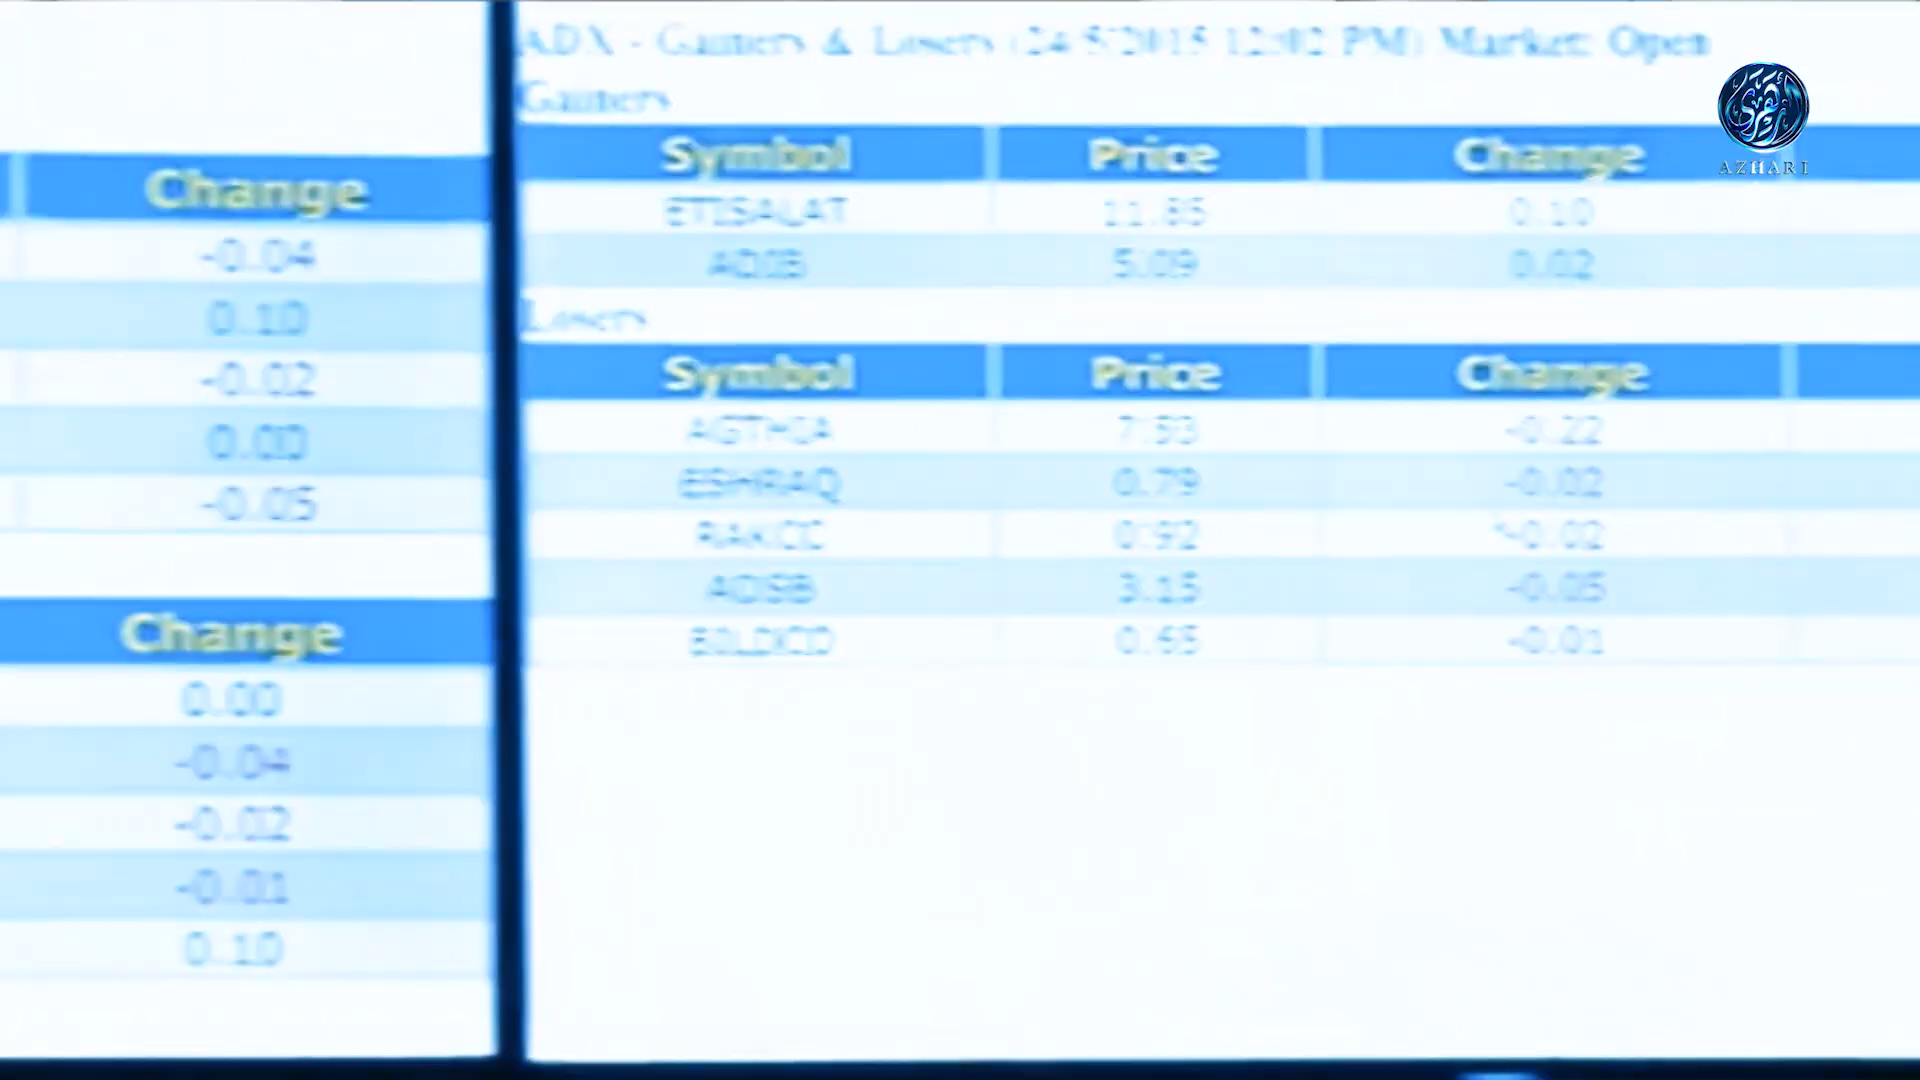 Change
-0.04
0.10
-0.02
0.00
-0.05
Change
0.00
-0.04
-0.02
-0.01
0.10
ADX - Gainers & Losers (24/5/2015 12:02 PM) Market: Open
Gainers
Symbol Price Change
ETISALAT 11.85 0.10
ADIB 5.09 0.02
Losers
Symbol Price Change
AGTHIA 7.53 -0.22
ESHRAQ 0.79 -0.02
RAKCC 0.92 -0.02
3.15 -0.05
BILDCO 0.65 -0.01
AZHARI